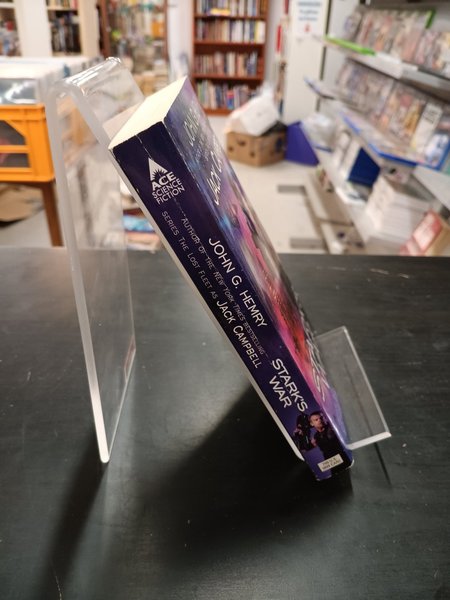 ACE
SCIENCE
FICTION
JOHN G. HEMRY
AUTHOR OF THE NEW YORK TIMES BESTSELLING
SERIES THE LOST FLEET AS JACK CAMPBELL
STARK'S
WAR